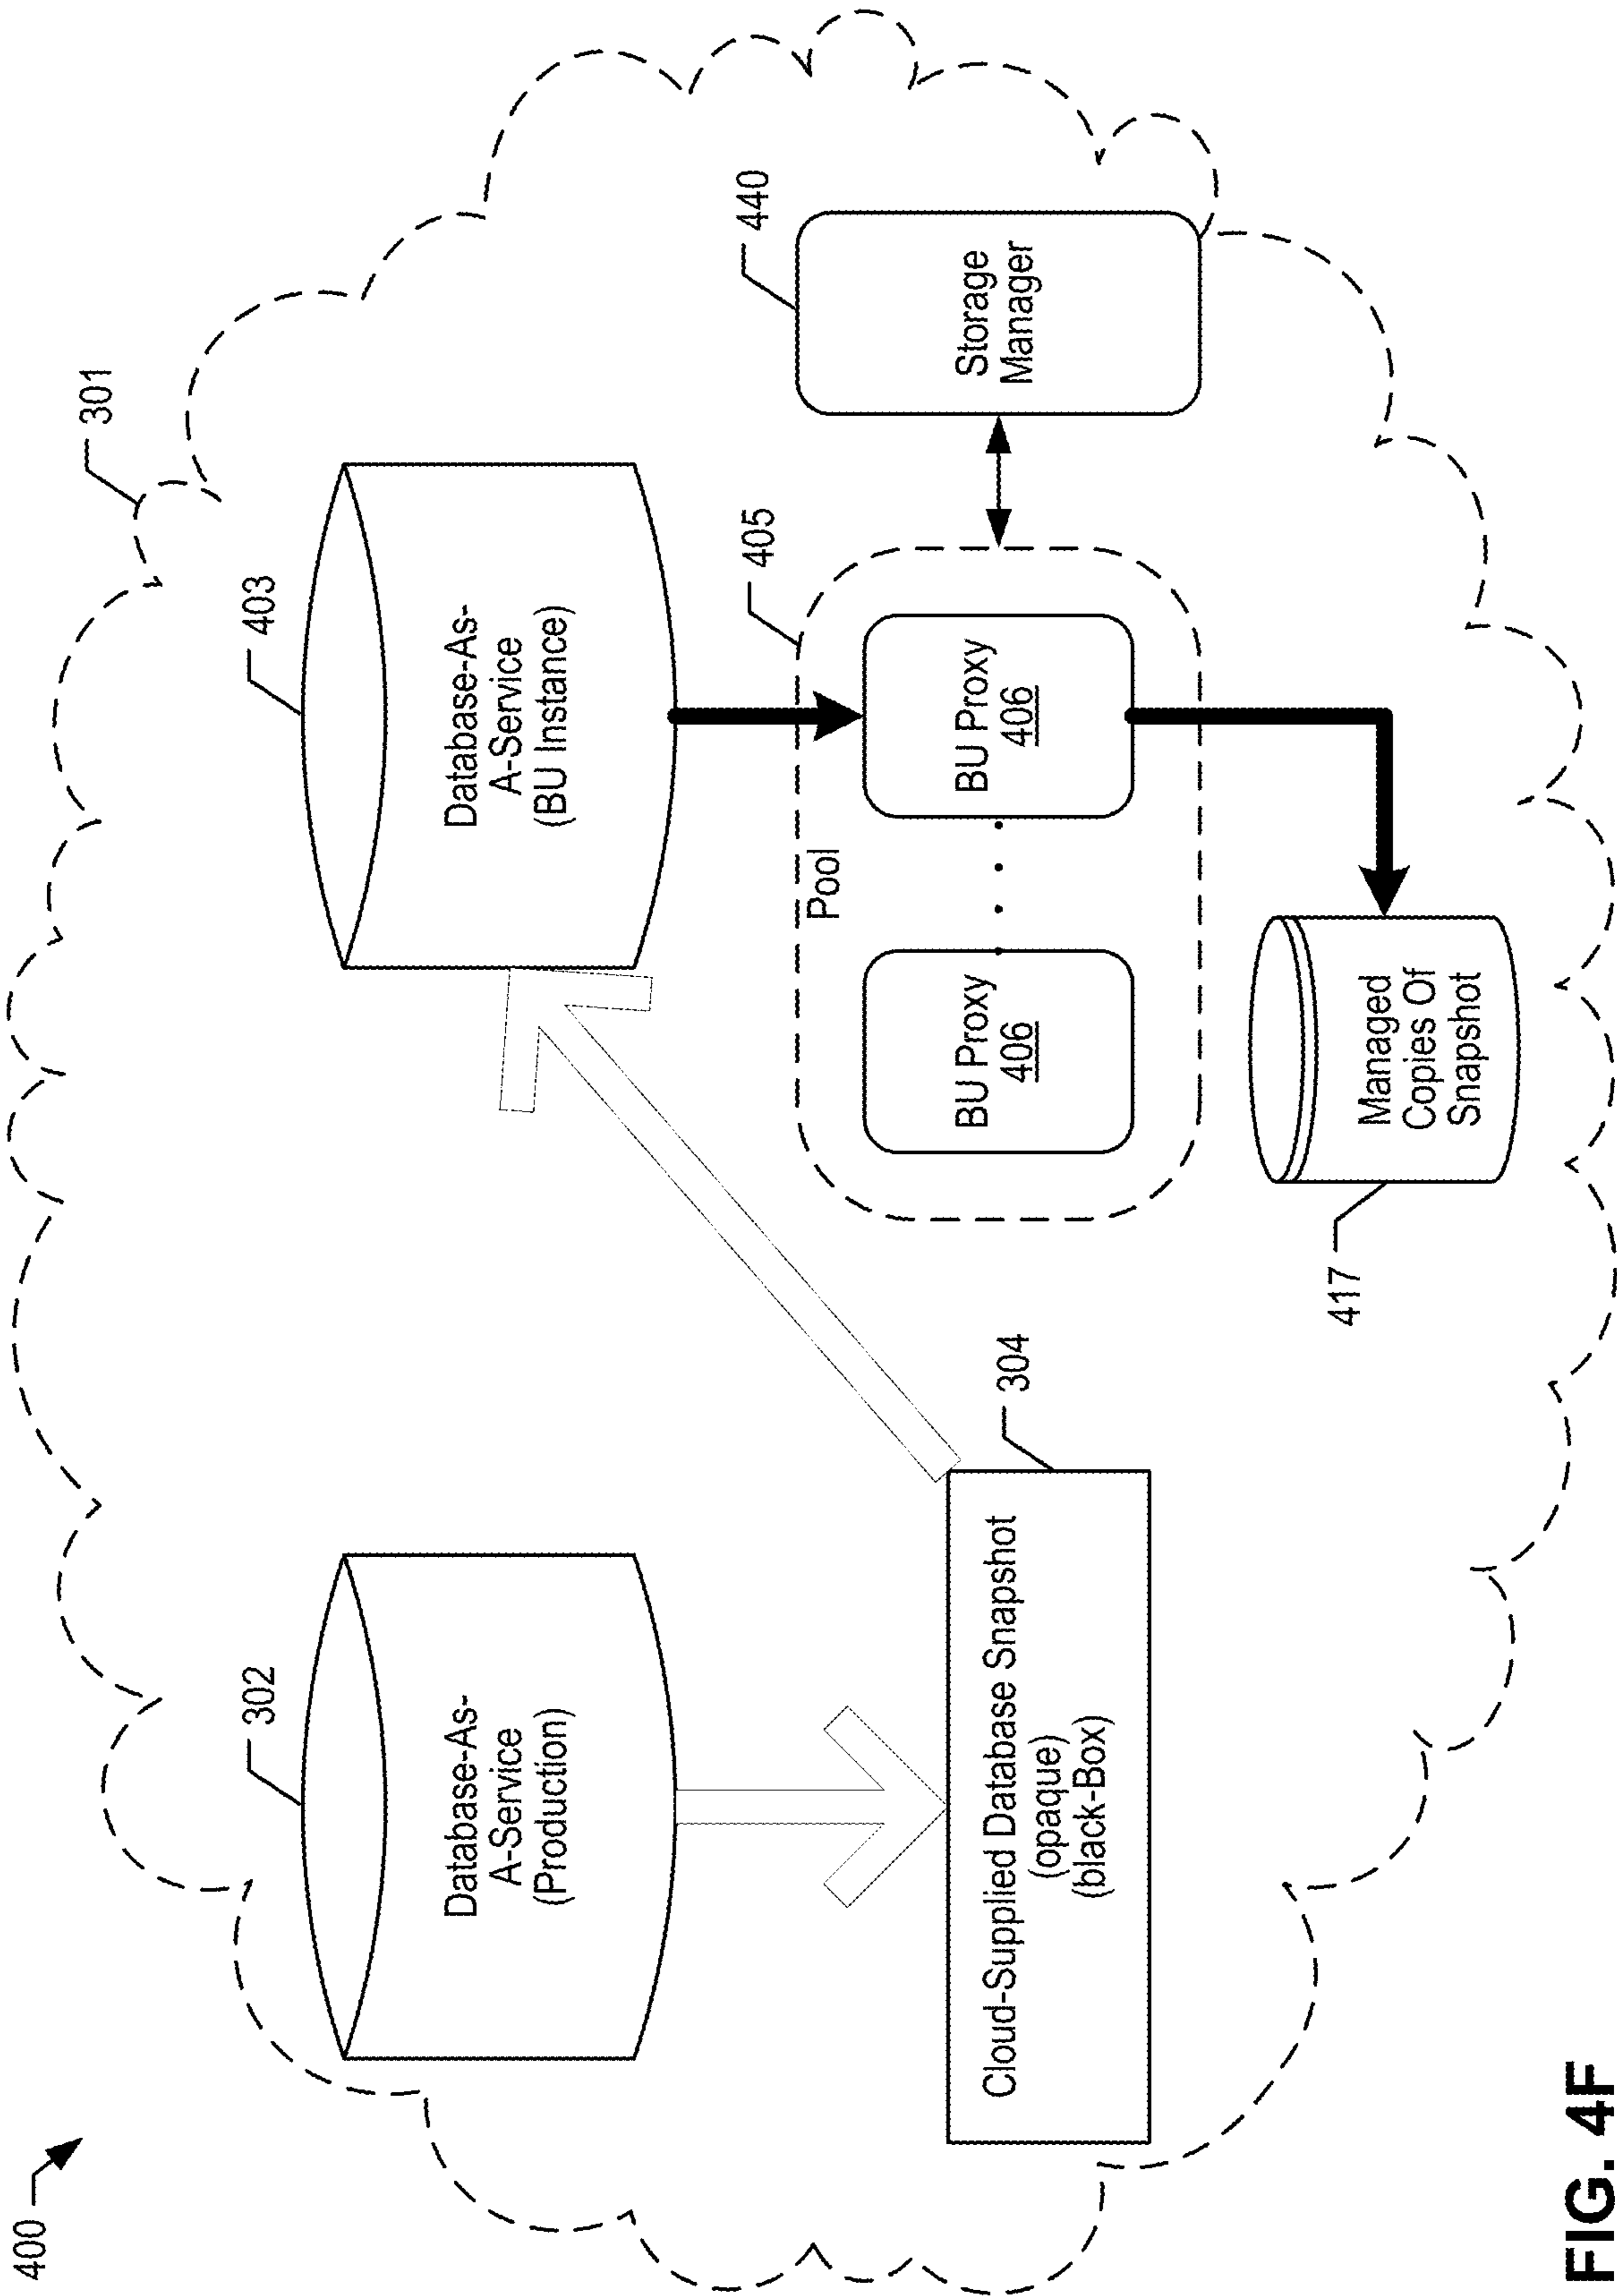 400
301
302
Database-As-
A-Service
(Production)
403
Database-As-
A-Service
(BU Instance)
304
Cloud-Supplied Database Snapshot
(opaque)
(black-Box)
405
Pool
BU Proxy
406
BU Proxy
406
440
Storage
Manager
417
Managed
Copies Of
Snapshot
FIG. 4F